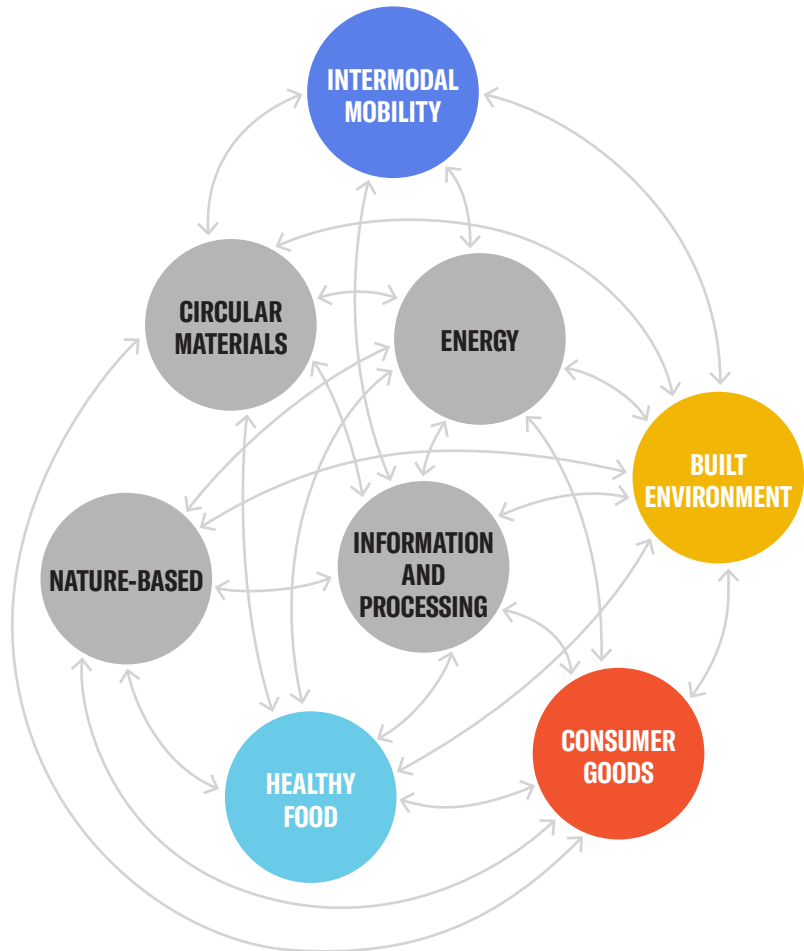 INTERMODAL
MOBILITY
CIRCULAR
MATERIALS
ENERGY
BUILT
ENVIRONMENT
NATURE-BASED
INFORMATION
AND
PROCESSING
CONSUMER
GOODS
HEALTHY
FOOD